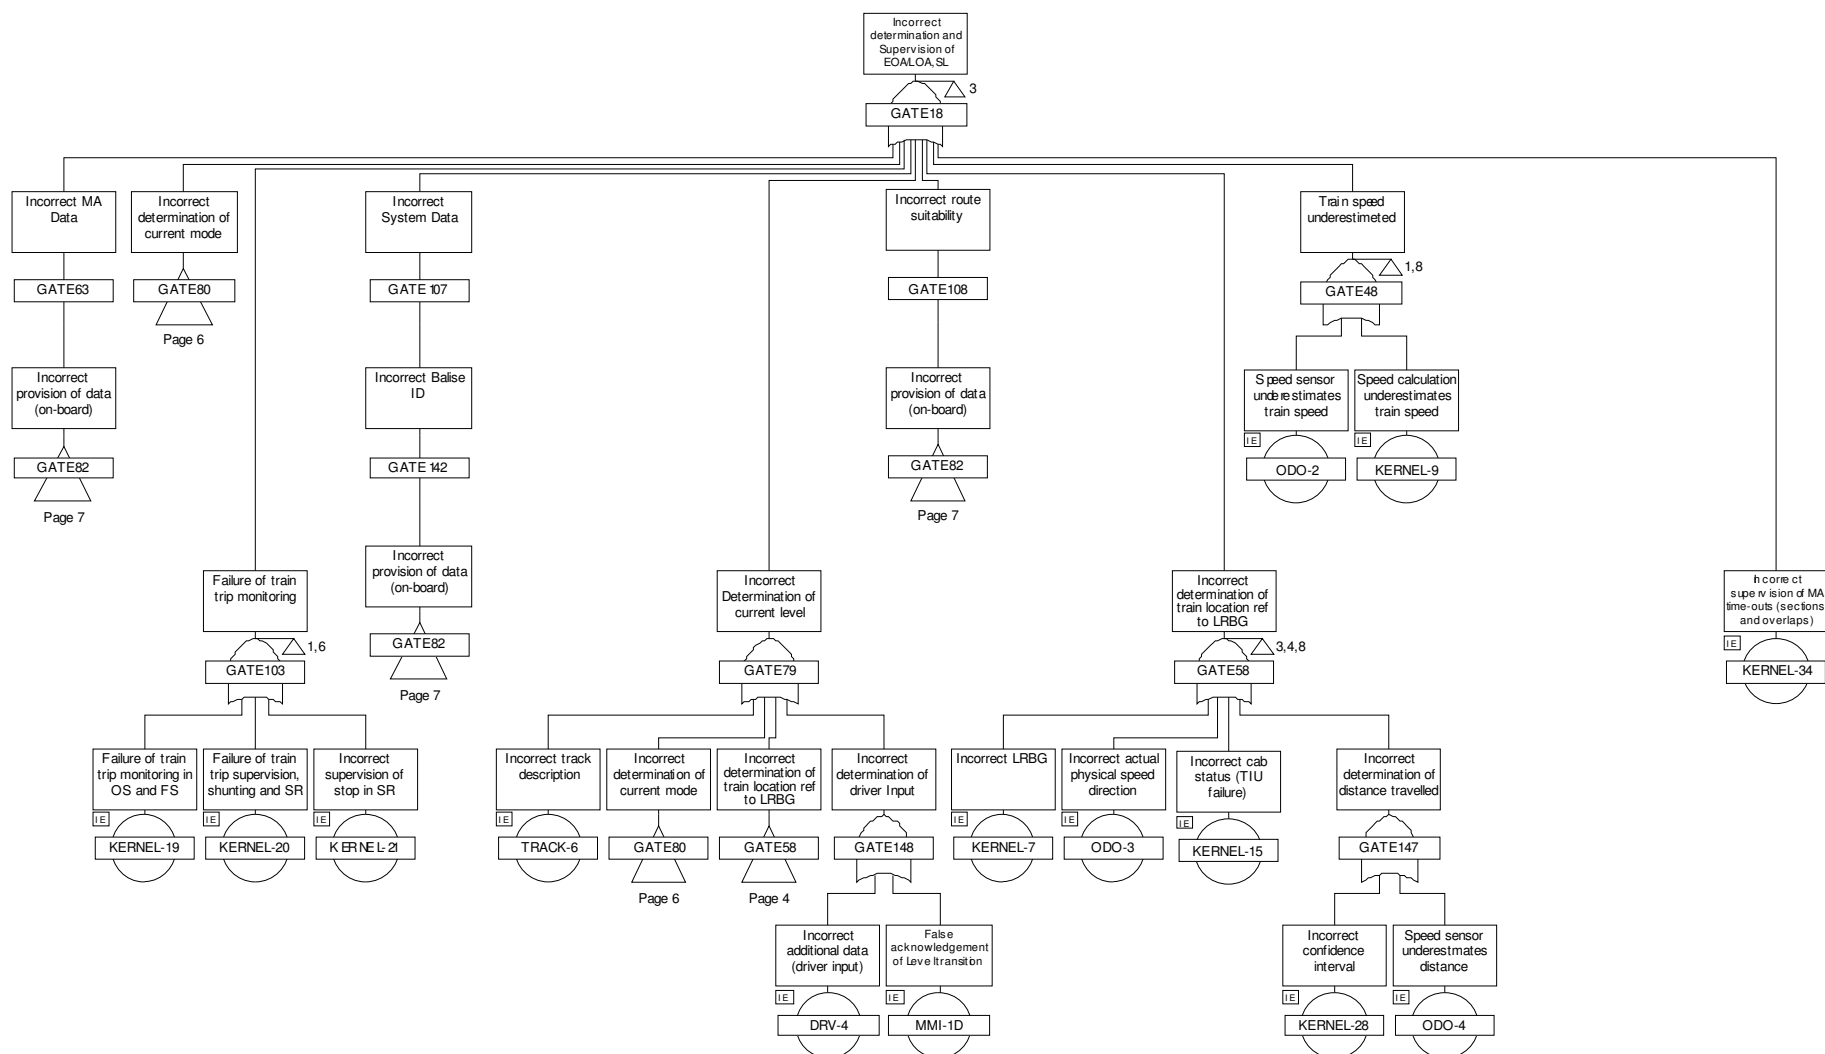 Incorrect
determination and
Supervision of
EOA/LOA, SL
3
GATE18
Incorrect MA
Data
GATE63
Incorrect
provision of data
(on-board)
GATE82
Page 7
Incorrect
determination of
current mode
GATE80
Page 6
Failure of train
trip monitoring
1,6
GATE103
Failure of train
trip monitoring in
OS and FS
IE
KERNEL-19
Failure of train
trip supervision,
shunting and SR
IE
KERNEL-20
Incorrect
supervision of
stop in SR
IE
KERNEL-21
Incorrect
System Data
GATE107
Incorrect Balise
ID
GATE142
Incorrect
provision of data
(on-board)
GATE82
Page 7
Incorrect
Determination of
current level
GATE79
Incorrect track
description
IE
TRACK-6
Incorrect
determination of
current mode
GATE80
Page 6
Incorrect
determination of
train location ref
to LRBG
GATE58
Page 4
Incorrect
determination of
driver Input
GATE148
Incorrect
additional data
(driver input)
IE
DRV-4
False
acknowledgement
of Level transition
IE
MMI-1D
Incorrect route
suitability
GATE108
Incorrect
provision of data
(on-board)
GATE82
Page 7
Incorrect
determination of
train location ref
to LRBG
3,4,8
GATE58
Incorrect LRBG
IE
KERNEL-7
Incorrect actual
physical speed
direction
IE
ODO-3
Incorrect cab
status (TIU
failure)
IE
KERNEL-15
Incorrect
determination of
distance travelled
GATE147
Incorrect
confidence
interval
IE
KERNEL-28
Speed sensor
underestmates
distance
IE
ODO-4
Train speed
underestimeted
1,8
GATE48
Speed sensor
underestimates
train speed
IE
ODO-2
Speed calculation
underestimates
train speed
IE
KERNEL-9
Incorrect
supervision of MA
time-outs (sections
and overlaps)
IE
KERNEL-34